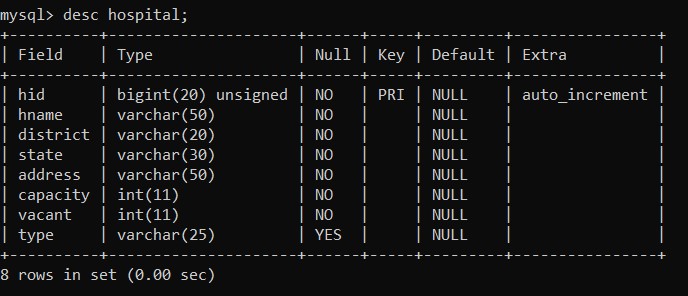 mysql> desc hospital;
+----------+---------------------+------+-----+---------+----------------+
| Field    | Type                | Null | Key | Default | Extra          |
+----------+---------------------+------+-----+---------+----------------+
| hid      | bigint(20) unsigned | NO   | PRI | NULL    | auto_increment |
| hname    | varchar(50)         | NO   |     | NULL    |                |
| district | varchar(20)         | NO   |     | NULL    |                |
| state    | varchar(30)         | NO   |     | NULL    |                |
| address  | varchar(50)         | NO   |     | NULL    |                |
| capacity | int(11)             | NO   |     | NULL    |                |
| vacant   | int(11)             | NO   |     | NULL    |                |
| type     | varchar(25)         | YES  |     | NULL    |                |
+----------+---------------------+------+-----+---------+----------------+
8 rows in set (0.00 sec)